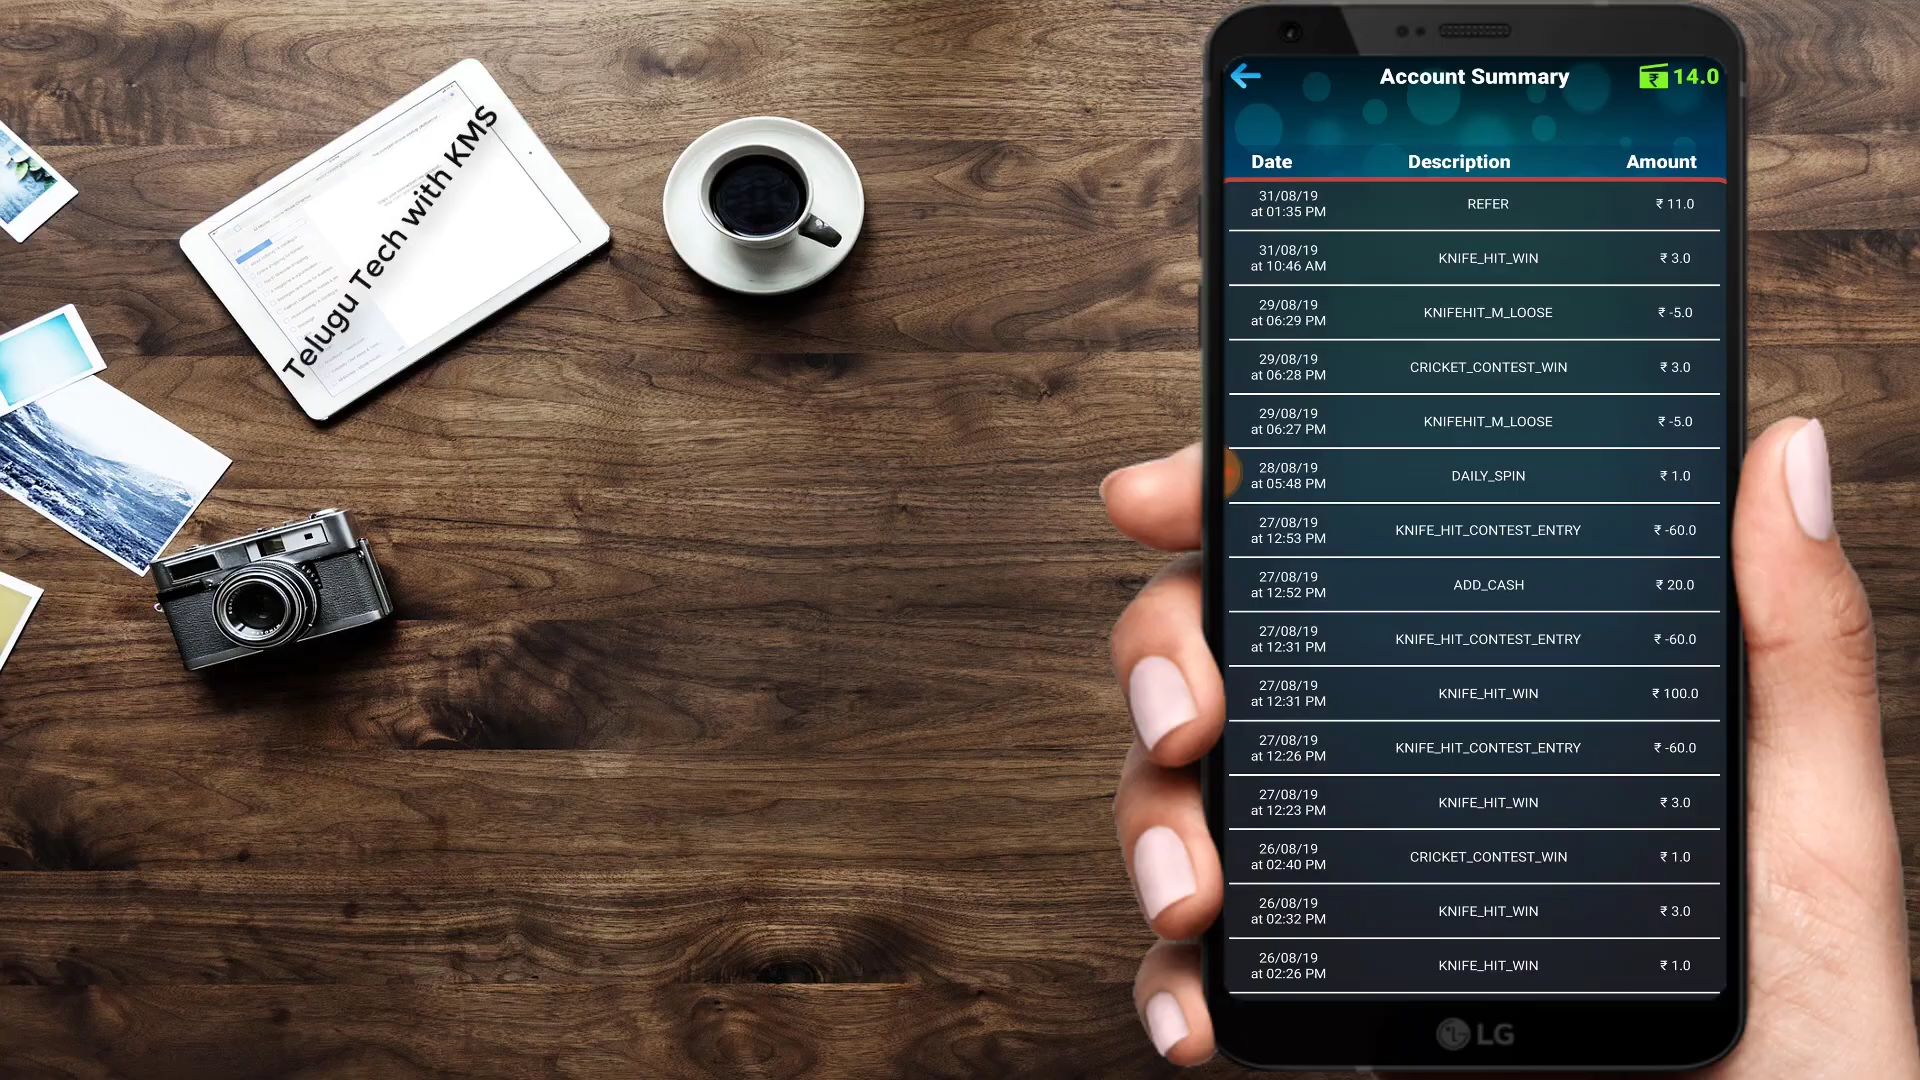 Telugu Tech with KMS
Account Summary
₹ 14.0
Date Description Amount
31/08/19
at 01:35 PM REFER ₹ 11.0
31/08/19
at 10:46 AM KNIFE_HIT_WIN ₹ 3.0
29/08/19
at 06:29 PM KNIFEHIT_M_LOOSE ₹ -5.0
29/08/19
at 06:28 PM CRICKET_CONTEST_WIN ₹ 3.0
29/08/19
at 06:27 PM KNIFEHIT_M_LOOSE ₹ -5.0
28/08/19
at 05:48 PM DAILY_SPIN ₹ 1.0
27/08/19
at 12:53 PM KNIFE_HIT_CONTEST_ENTRY ₹ -60.0
27/08/19
at 12:52 PM ADD_CASH ₹ 20.0
27/08/19
at 12:31 PM KNIFE_HIT_CONTEST_ENTRY ₹ -60.0
27/08/19
at 12:31 PM KNIFE_HIT_WIN ₹ 100.0
27/08/19
at 12:26 PM KNIFE_HIT_CONTEST_ENTRY ₹ -60.0
27/08/19
at 12:23 PM KNIFE_HIT_WIN ₹ 3.0
26/08/19
at 02:40 PM CRICKET_CONTEST_WIN ₹ 1.0
26/08/19
at 02:32 PM KNIFE_HIT_WIN ₹ 3.0
26/08/19
at 02:26 PM KNIFE_HIT_WIN ₹ 1.0
LG